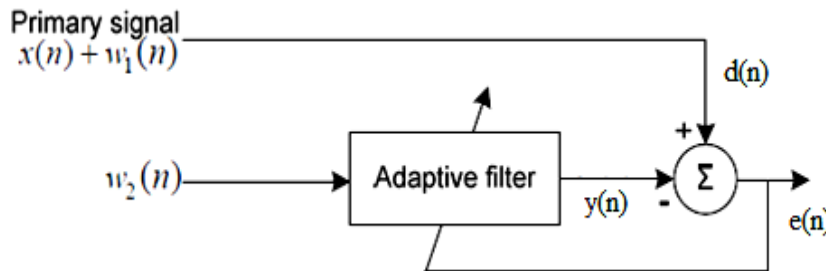 Primary signal
x(n) + w₁(n)
d(n)
+
w₂(n)
Adaptive filter
Σ
y(n)
-
e(n)